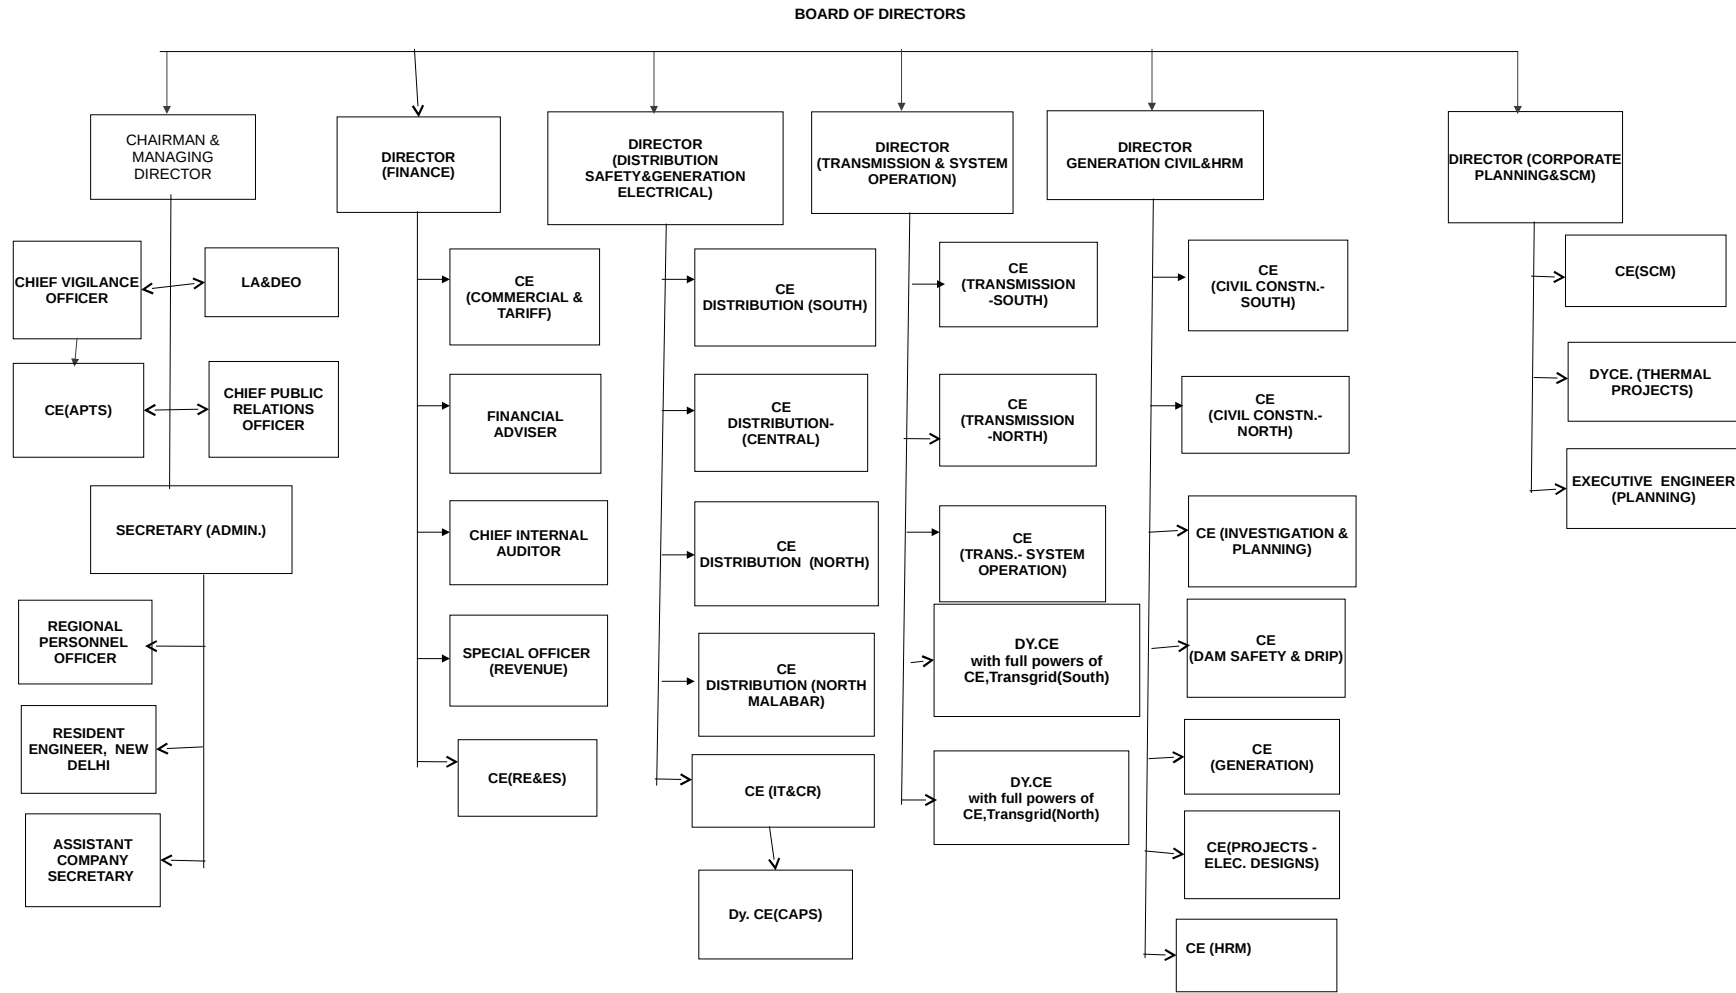 BOARD OF DIRECTORS
CHAIRMAN &
MANAGING
DIRECTOR
CHIEF VIGILANCE
OFFICER
LA&DEO
CE(APTS)
CHIEF PUBLIC
RELATIONS
OFFICER
SECRETARY (ADMIN.)
REGIONAL
PERSONNEL
OFFICER
RESIDENT
ENGINEER, NEW
DELHI
ASSISTANT
COMPANY
SECRETARY
DIRECTOR
(FINANCE)
CE
(COMMERCIAL &
TARIFF)
FINANCIAL
ADVISER
CHIEF INTERNAL
AUDITOR
SPECIAL OFFICER
(REVENUE)
CE(RE&ES)
DIRECTOR
(DISTRIBUTION
SAFETY&GENERATION
ELECTRICAL)
CE
DISTRIBUTION (SOUTH)
CE
DISTRIBUTION-
(CENTRAL)
CE
DISTRIBUTION (NORTH)
CE
DISTRIBUTION (NORTH
MALABAR)
CE (IT&CR)
Dy. CE(CAPS)
DIRECTOR
(TRANSMISSION & SYSTEM
OPERATION)
CE
(TRANSMISSION
-SOUTH)
CE
(TRANSMISSION
-NORTH)
CE
(TRANS.- SYSTEM
OPERATION)
DY.CE
with full powers of
CE,Transgrid(South)
DY.CE
with full powers of
CE,Transgrid(North)
DIRECTOR
GENERATION CIVIL&HRM
CE
(CIVIL CONSTN.-
SOUTH)
CE
(CIVIL CONSTN.-
NORTH)
CE (INVESTIGATION &
PLANNING)
CE
(DAM SAFETY & DRIP)
CE
(GENERATION)
CE(PROJECTS -
ELEC. DESIGNS)
CE (HRM)
DIRECTOR (CORPORATE
PLANNING&SCM)
CE(SCM)
DYCE. (THERMAL
PROJECTS)
EXECUTIVE ENGINEER
(PLANNING)